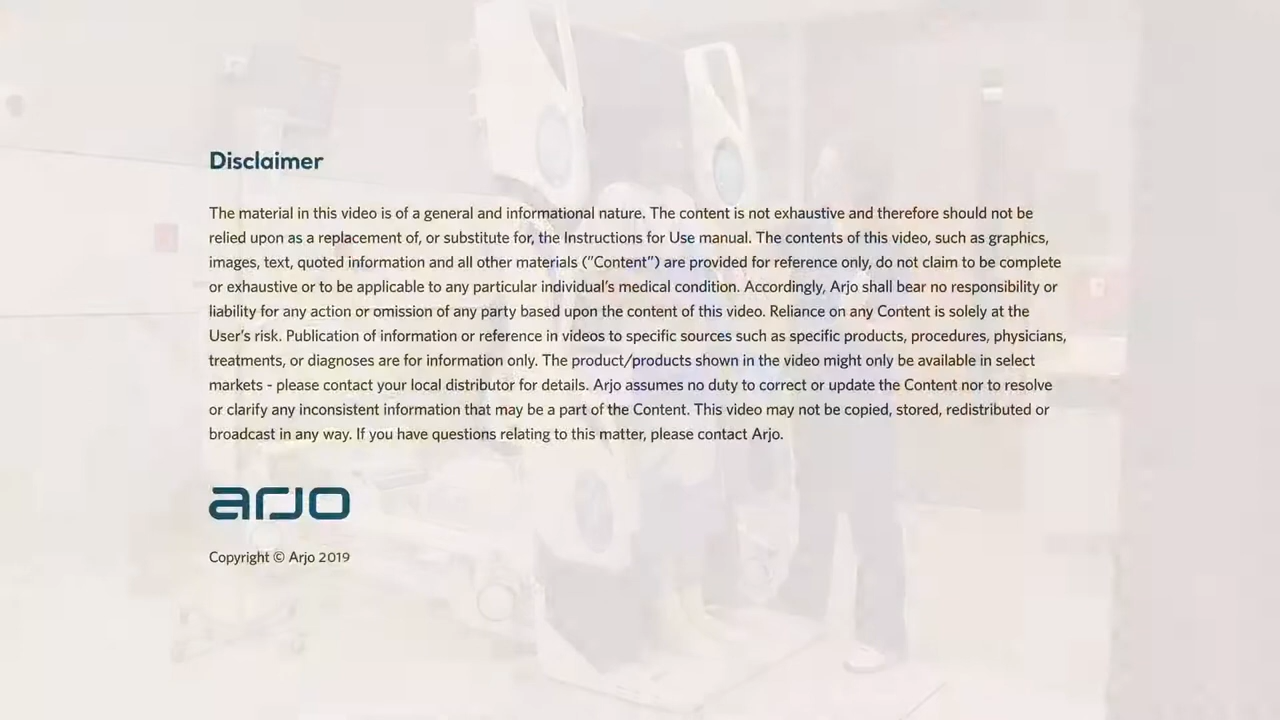 Disclaimer
The material in this video is of a general and informational nature. The content is not exhaustive and therefore should not be
relied upon as a replacement of, or substitute for, the Instructions for Use manual. The contents of this video, such as graphics,
images, text, quoted information and all other materials (”Content”) are provided for reference only, do not claim to be complete
or exhaustive or to be applicable to any particular individual’s medical condition. Accordingly, Arjo shall bear no responsibility or
liability for any action or omission of any party based upon the content of this video. Reliance on any Content is solely at the
User’s risk. Publication of information or reference in videos to specific sources such as specific products, procedures, physicians,
treatments, or diagnoses are for information only. The product/products shown in the video might only be available in select
markets - please contact your local distributor for details. Arjo assumes no duty to correct or update the Content nor to resolve
or clarify any inconsistent information that may be a part of the Content. This video may not be copied, stored, redistributed or
broadcast in any way. If you have questions relating to this matter, please contact Arjo.
arjo
Copyright © Arjo 2019